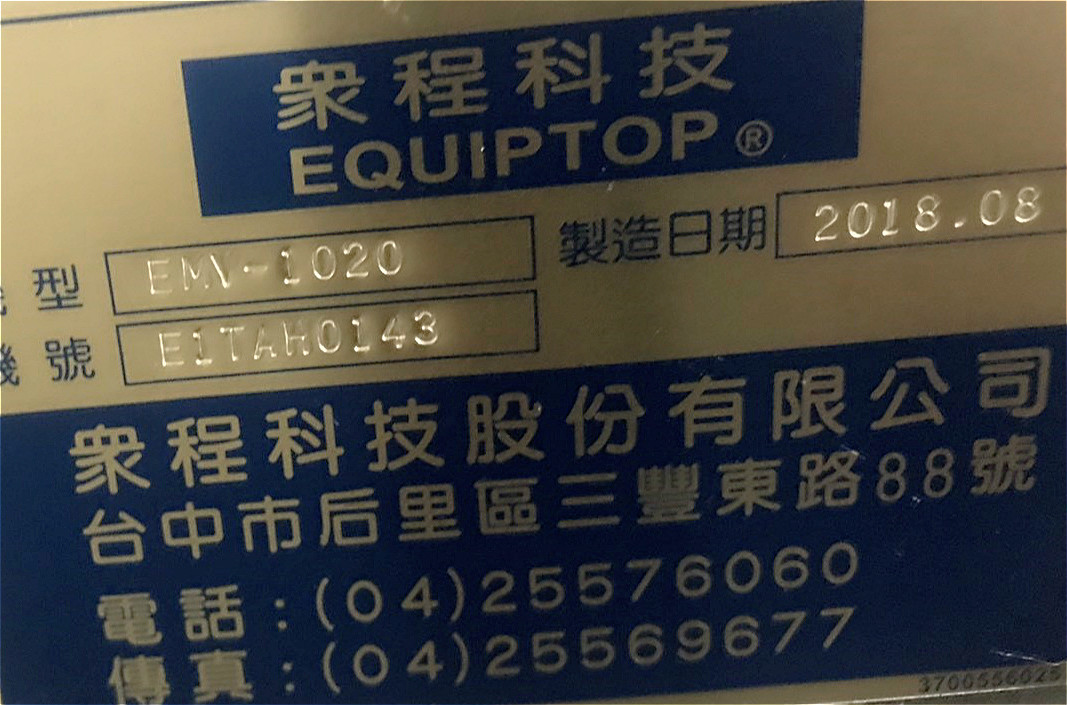 眾程科技
EQUIPTOP®
型 EMV-1020 製造日期 2018.08
機號 E1TAH0143
眾程科技股份有限公司
台中市后里區三豐東路88號
電話:(04)25576060
傳真:(04)25569677